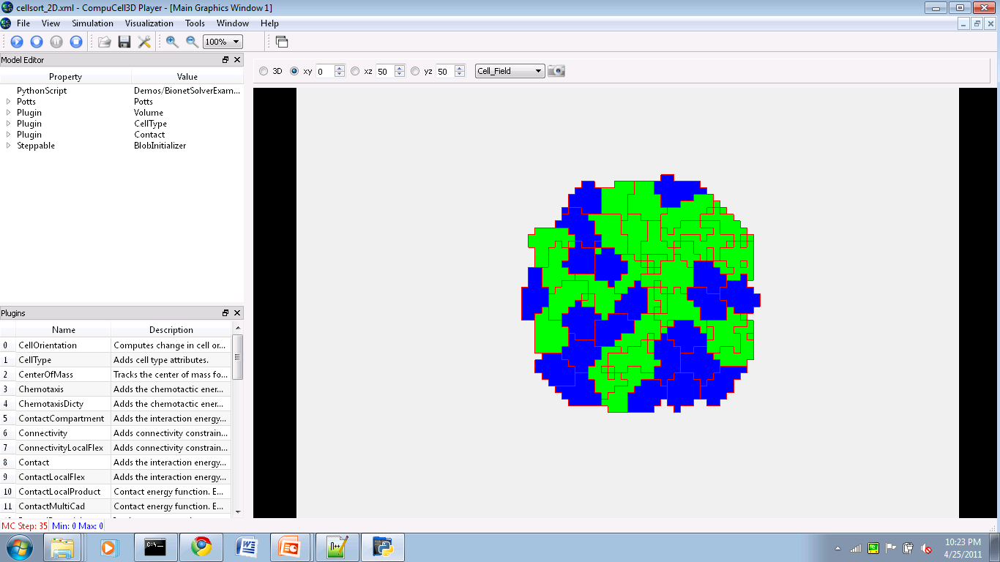 cellsort_2D.xml - CompuCell3D Player - [Main Graphics Window 1]
File View Simulation Visualization Tools Window Help
100%
Model Editor
3D xy 0 xz 50 yz 50 Cell_Field
Property Value
PythonScript Demos/BionetSolverExam...
Potts Potts
Plugin Volume
Plugin CellType
Plugin Contact
Steppable BlobInitializer
Plugins
Name Description
0 CellOrientation Computes change in cell or...
1 CellType Adds cell type attributes.
2 CenterOfMass Tracks the center of mass fo...
3 Chemotaxis Adds the chemotactic ener...
4 ChemotaxisDicty Adds the chemotactic ener...
5 ContactCompartment Adds the interaction energy...
6 Connectivity Adds connectivity constrain...
7 ConnectivityLocalFlex Adds connectivity constrain...
8 Contact Adds the interaction energy...
9 ContactLocalFlex Adds the interaction energy...
10 ContactLocalProduct Contact energy function. E...
11 ContactMultiCad Contact energy function. E...
MC Step: 35 Min: 0 Max: 0
10:23 PM
4/25/2011